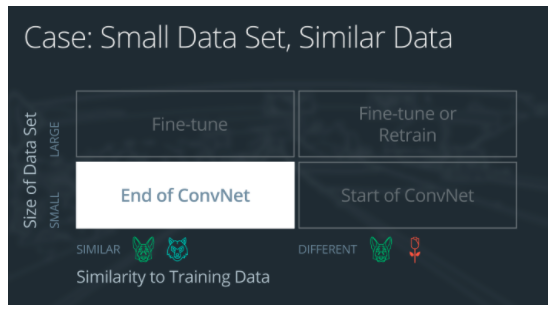 Case: Small Data Set, Similar Data
Size of Data Set
LARGE
SMALL
Fine-tune
Fine-tune or
Retrain
End of ConvNet
Start of ConvNet
SIMILAR
DIFFERENT
Similarity to Training Data